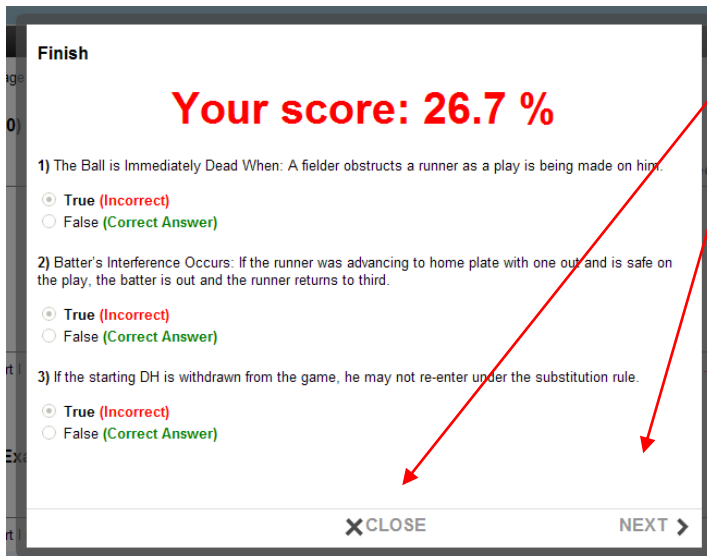 Finish
Your score: 26.7 %
1) The Ball is Immediately Dead When: A fielder obstructs a runner as a play is being made on him.
True (Incorrect)
False (Correct Answer)
2) Batter's Interference Occurs: If the runner was advancing to home plate with one out and is safe on
the play, the batter is out and the runner returns to third.
True (Incorrect)
False (Correct Answer)
3) If the starting DH is withdrawn from the game, he may not re-enter under the substitution rule.
True (Incorrect)
False (Correct Answer)
CLOSE
NEXT